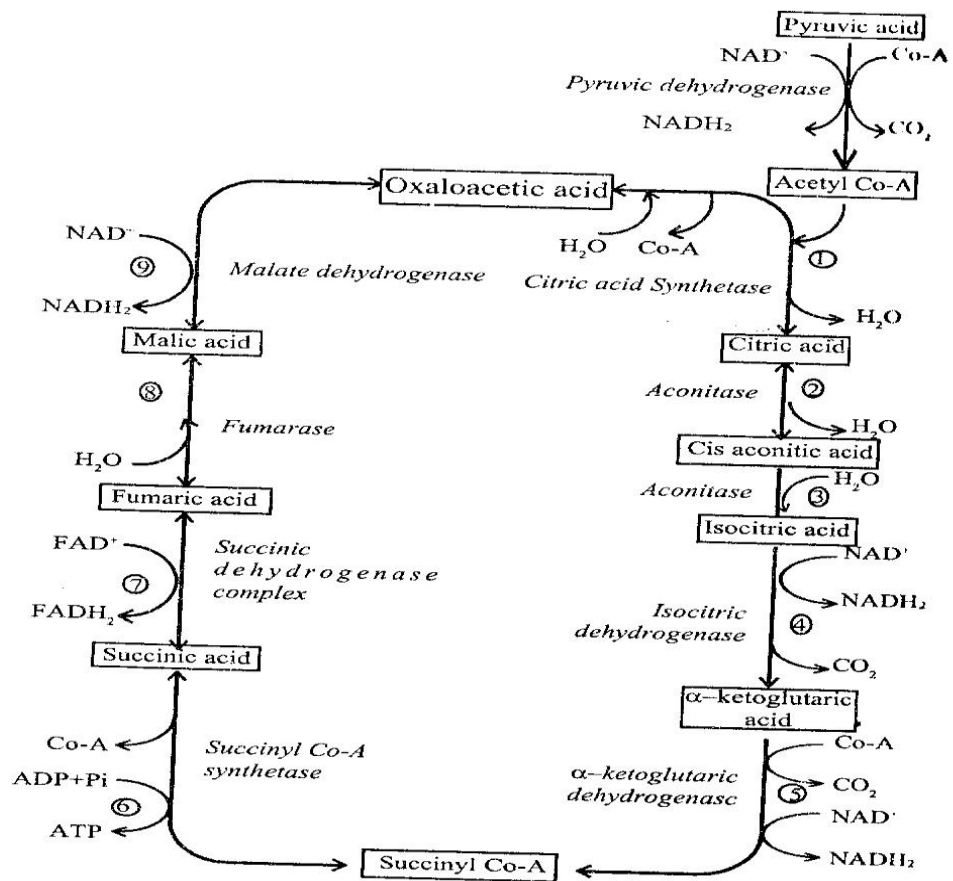 Pyruvic acid
NAD⁺
Co-A
Pyruvic dehydrogenase
NADH₂
CO₂
Acetyl Co-A
Oxaloacetic acid
H₂O
Co-A
①
Citric acid Synthetase
H₂O
Citric acid
Aconitase
②
H₂O
Cis aconitic acid
Aconitase
③
H₂O
Isocitric acid
NAD⁺
NADH₂
Isocitric
dehydrogenase
④
CO₂
α–ketoglutaric
acid
Co-A
α–ketoglutaric
dehydrogenasc
CO₂
⑤
NAD⁺
NADH₂
Succinyl Co-A
ATP
⑥
ADP+Pi
Co-A
Succinyl Co-A
synthetase
Succinic acid
FADH₂
⑦
FAD⁺
Succinic
dehydrogenase
complex
Fumaric acid
H₂O
Fumarase
⑧
Malic acid
NADH₂
⑨
NAD⁺
Malate dehydrogenase